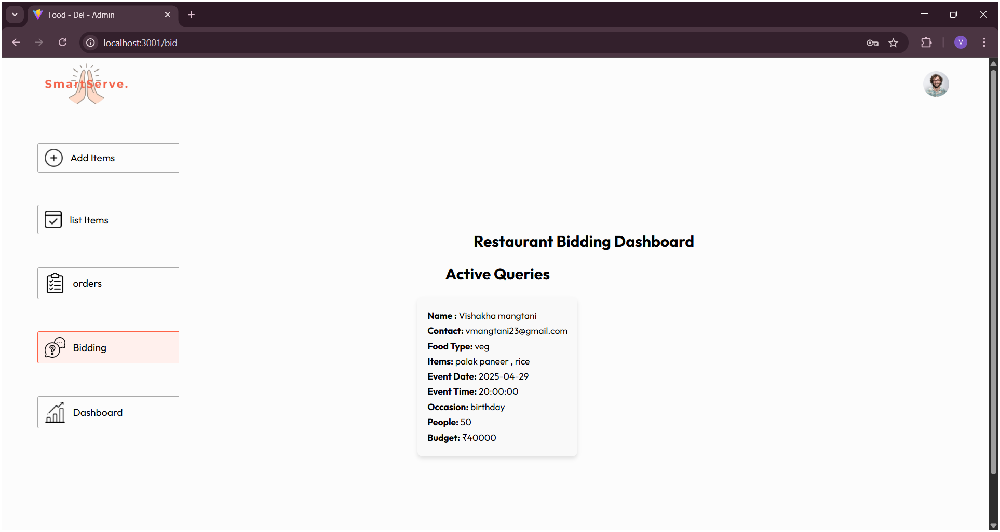 Food - Del - Admin
localhost:3001/bid
V
SmartServe.
Add Items
list Items
orders
Bidding
Dashboard
Restaurant Bidding Dashboard
Active Queries
Name : Vishakha mangtani
Contact: vmangtani23@gmail.com
Food Type: veg
Items: palak paneer , rice
Event Date: 2025-04-29
Event Time: 20:00:00
Occasion: birthday
People: 50
Budget: ₹40000